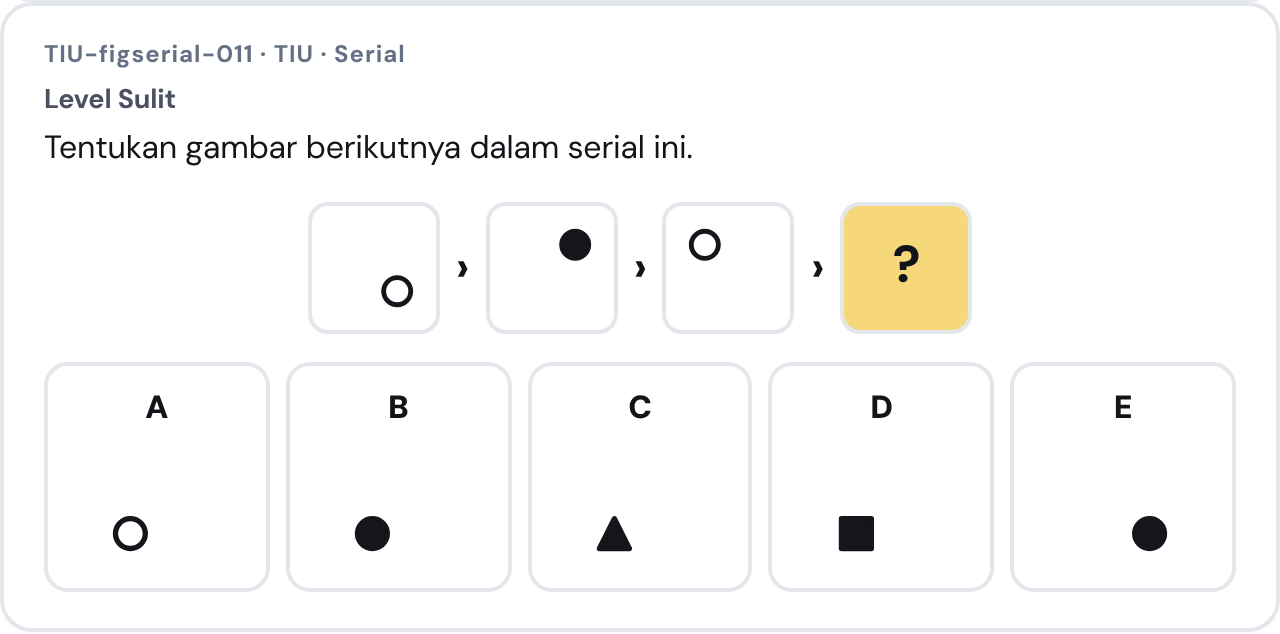 TIU-figserial-011 · TIU · Serial
Level Sulit
Tentukan gambar berikutnya dalam serial ini.
› › › ?
A B C D E